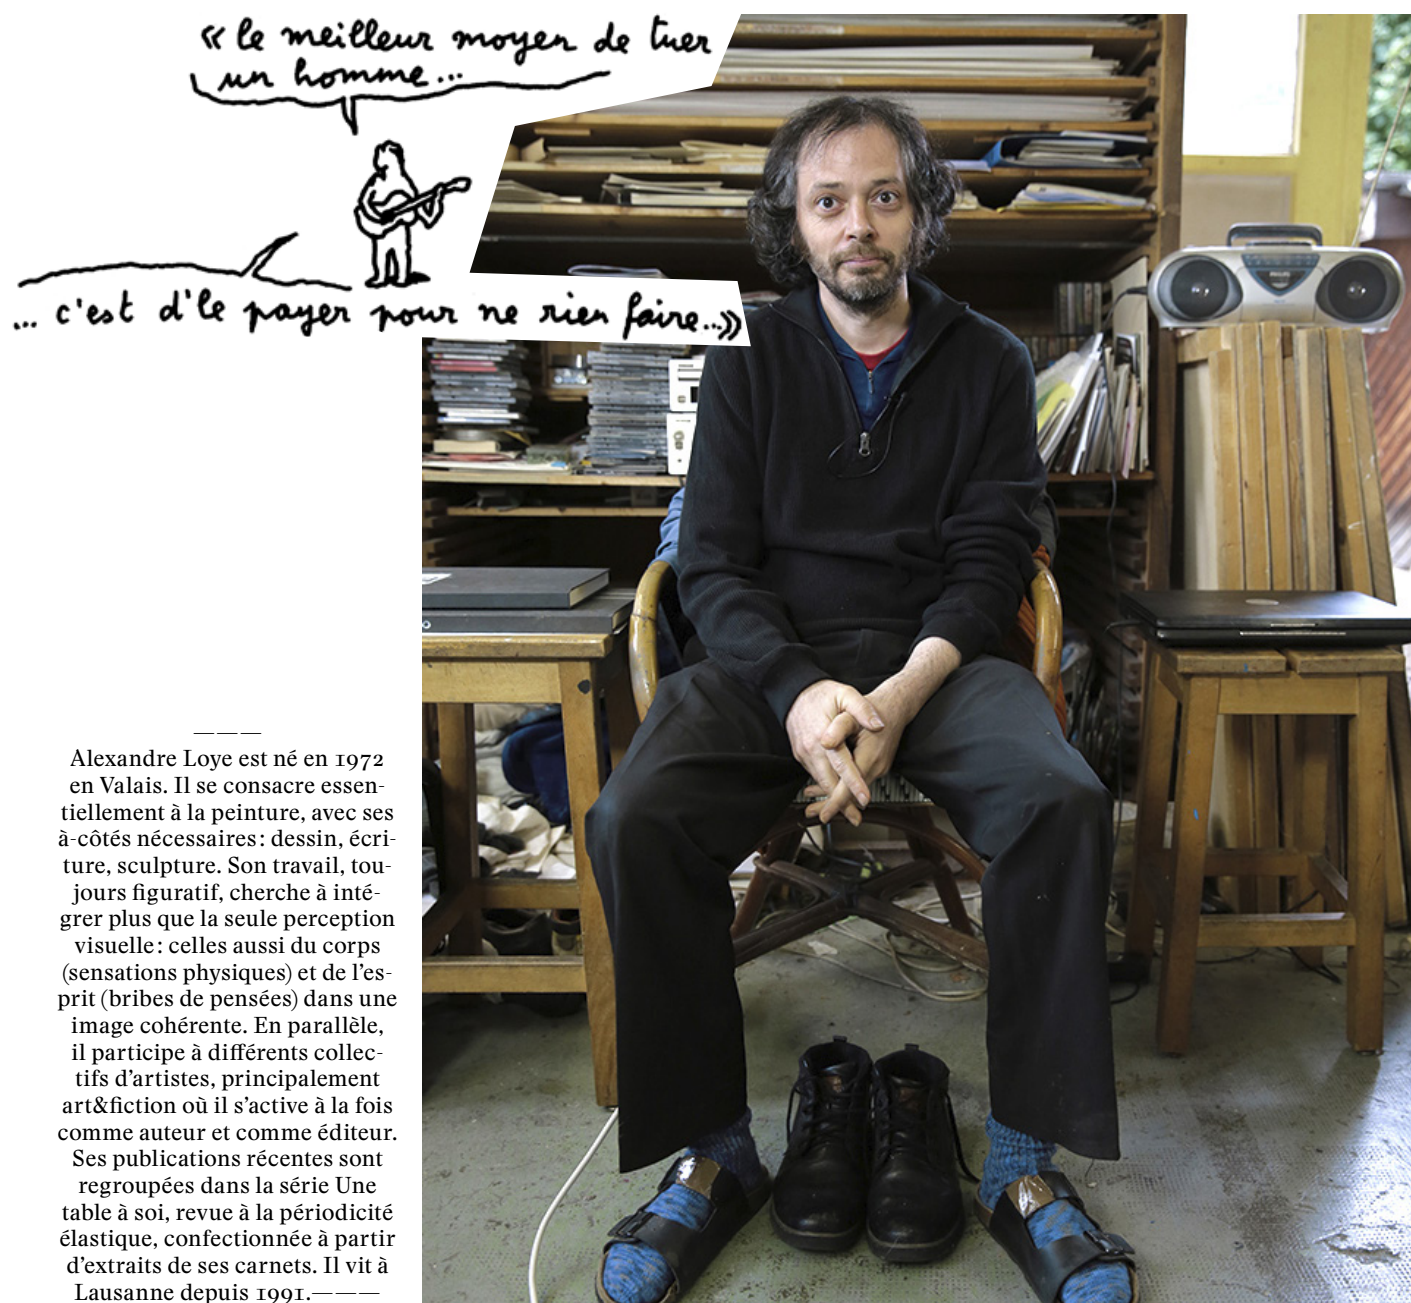 « le meilleur moyen de tuer
un homme...
... c'est d'le payer pour ne rien faire...»
———
Alexandre Loye est né en 1972
en Valais. Il se consacre essen-
tiellement à la peinture, avec ses
à-côtés nécessaires : dessin, écri-
ture, sculpture. Son travail, tou-
jours figuratif, cherche à inté-
grer plus que la seule perception
visuelle : celles aussi du corps
(sensations physiques) et de l’es-
prit (bribes de pensées) dans une
image cohérente. En parallèle,
il participe à différents collec-
tifs d’artistes, principalement
art&fiction où il s’active à la fois
comme auteur et comme éditeur.
Ses publications récentes sont
regroupées dans la série Une
table à soi, revue à la périodicité
élastique, confectionnée à partir
d’extraits de ses carnets. Il vit à
Lausanne depuis 1991.———
PHILIPS